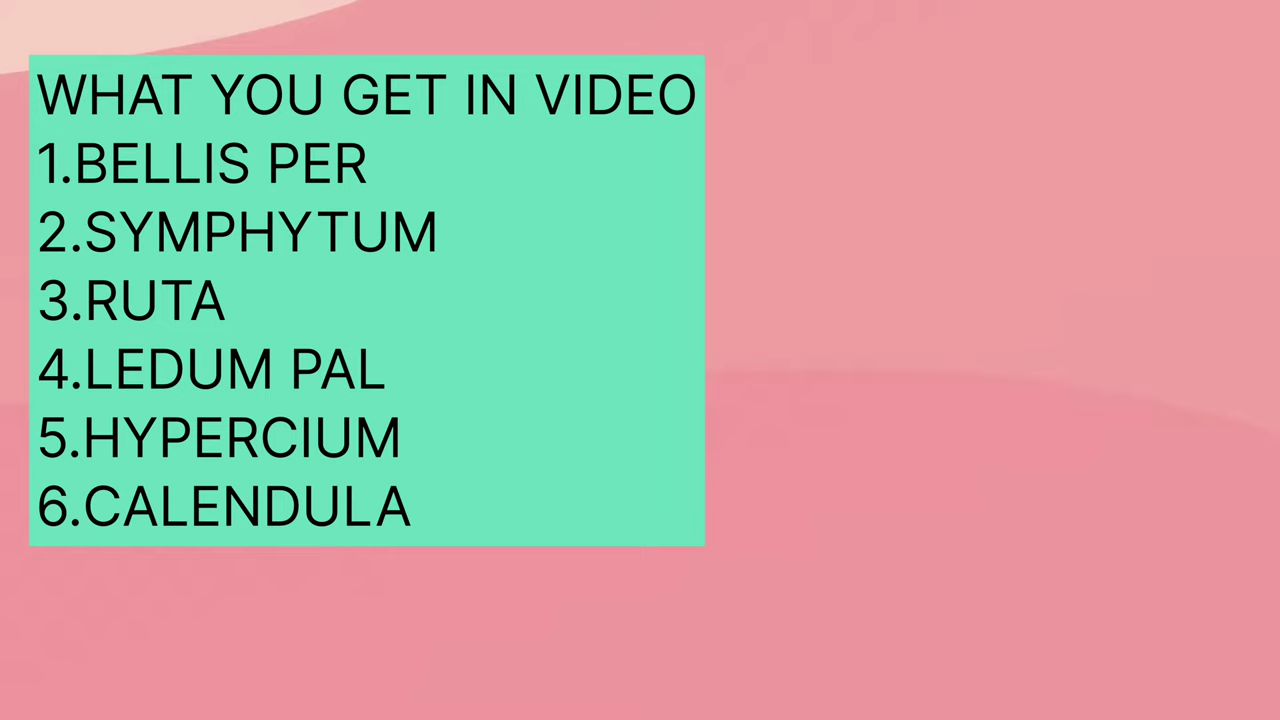 WHAT YOU GET IN VIDEO
1.BELLIS PER
2.SYMPHYTUM
3.RUTA
4.LEDUM PAL
5.HYPERCIUM
6.CALENDULA